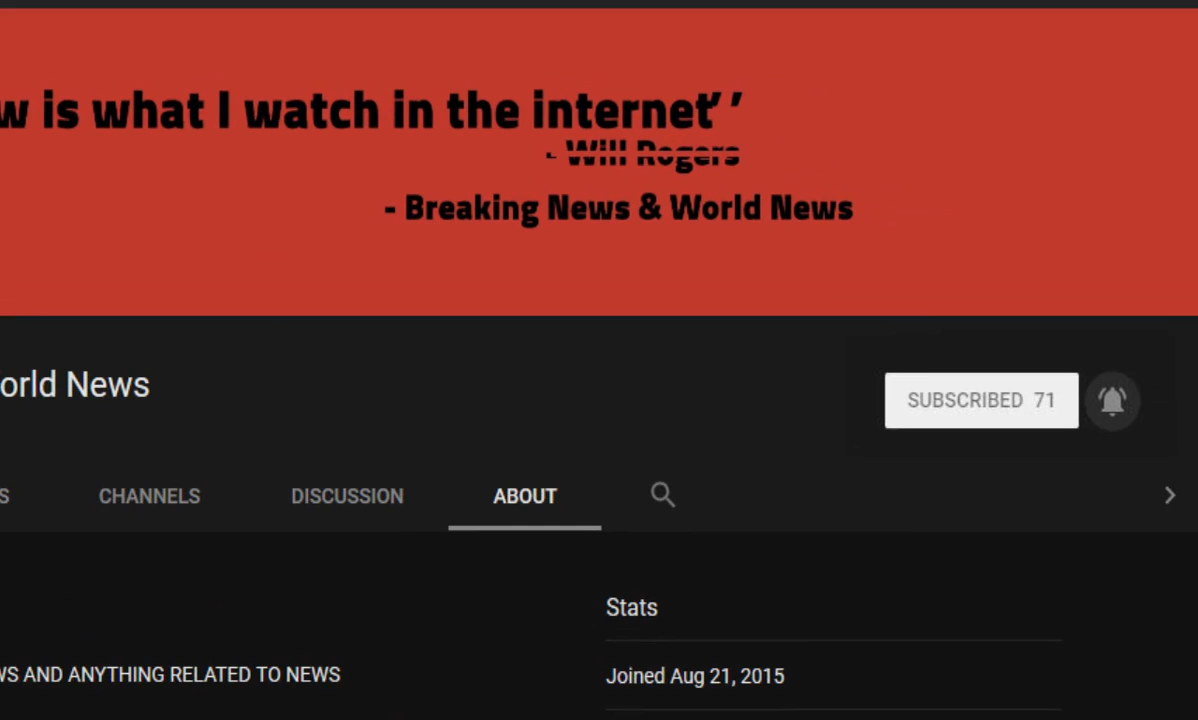 w is what I watch in the internet’ ’
- Will Rogers
- Breaking News & World News
orld News
SUBSCRIBED 71
S CHANNELS DISCUSSION ABOUT
Stats
WS AND ANYTHING RELATED TO NEWS
Joined Aug 21, 2015